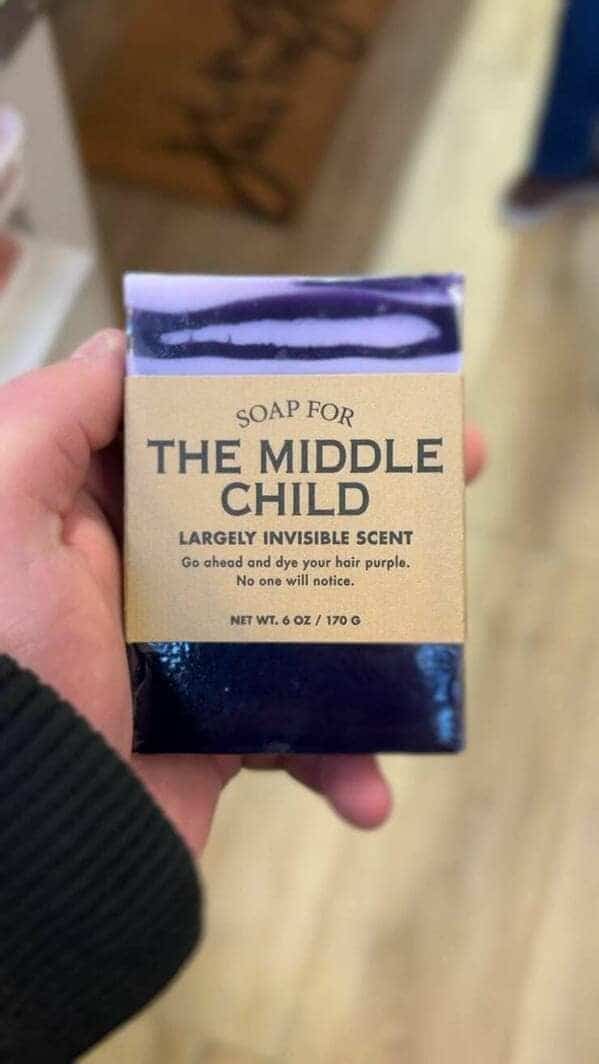 SOAP FOR
THE MIDDLE
CHILD
LARGELY INVISIBLE SCENT
Go ahead and dye your hair purple.
No one will notice.
NET WT. 6 OZ / 170 G